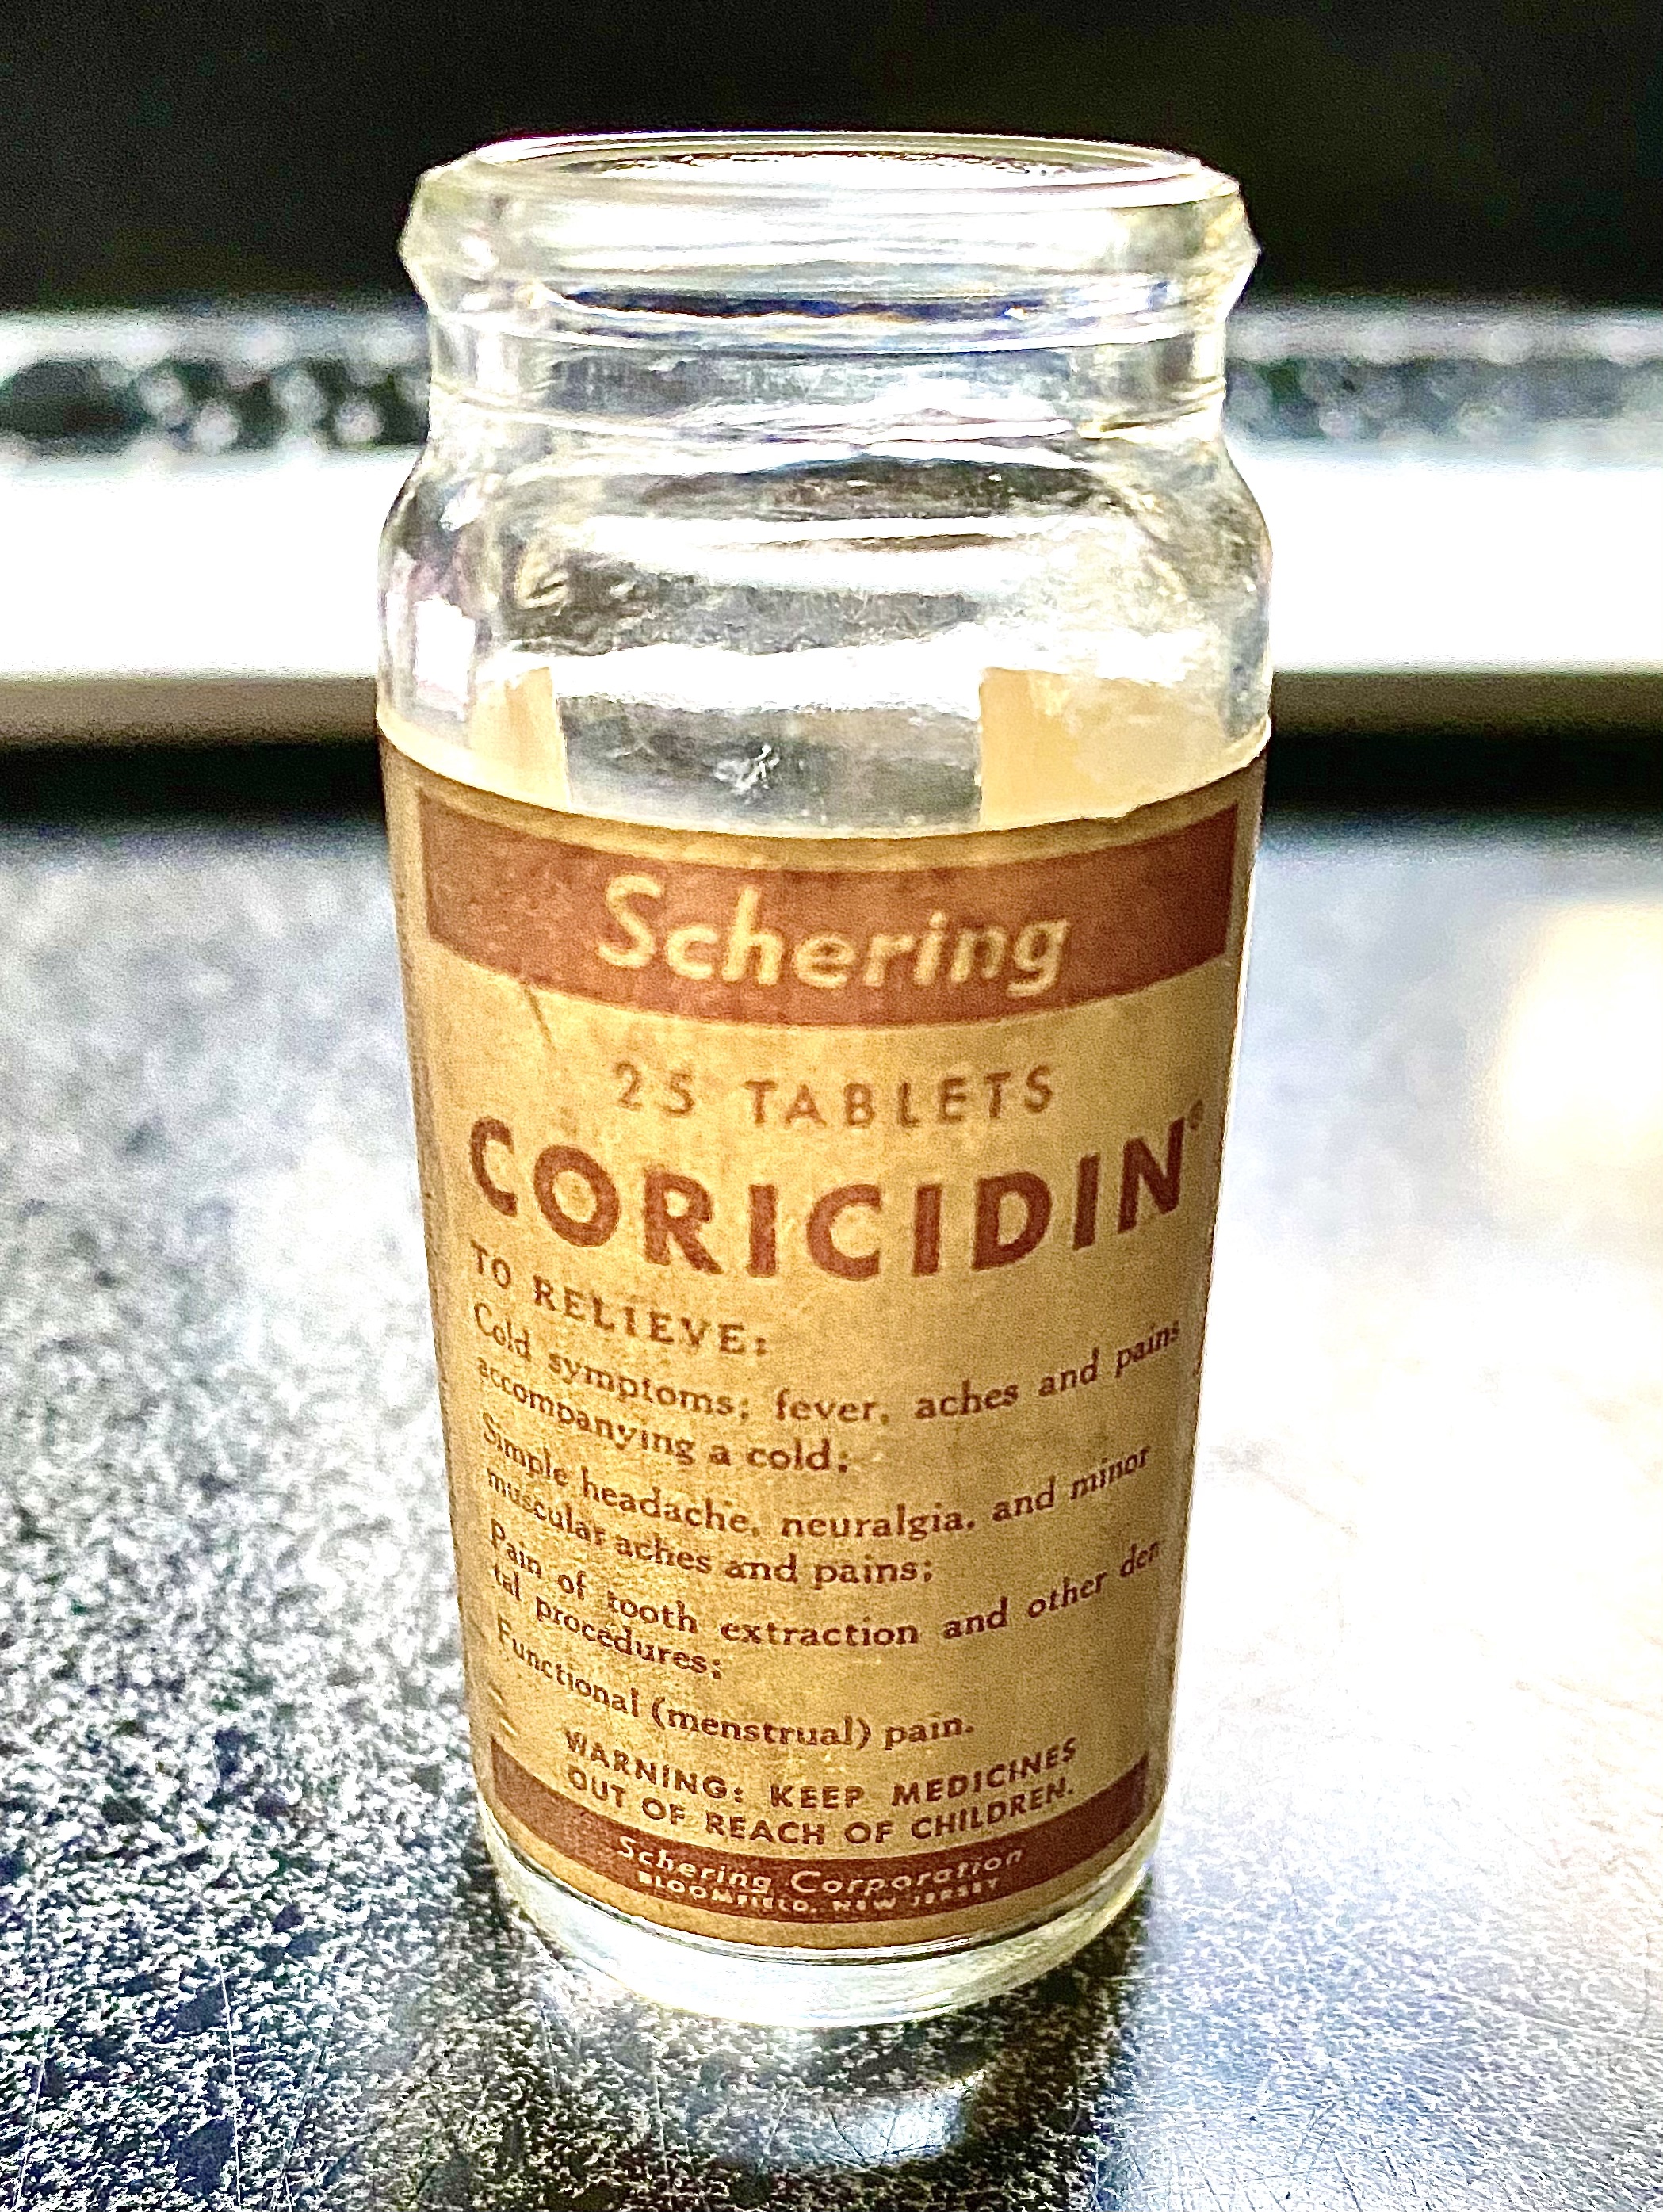 Schering
25 TABLETS
CORICIDIN®
TO RELIEVE:
Cold symptoms; fever, aches and pains
accompanying a cold;
Simple headache, neuralgia, and minor
muscular aches and pains;
Pain of tooth extraction and other den-
tal procedures;
Functional (menstrual) pain.
WARNING: KEEP MEDICINES
OUT OF REACH OF CHILDREN.
Schering Corporation
BLOOMFIELD, NEW JERSEY